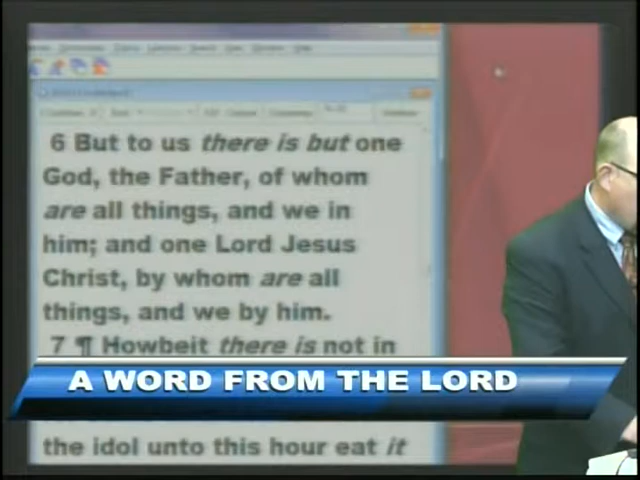 6 But to us there is but one
God, the Father, of whom
are all things, and we in
him; and one Lord Jesus
Christ, by whom are all
things, and we by him.
7 ¶ Howbeit there is not in
A WORD FROM THE LORD
the idol unto this hour eat it